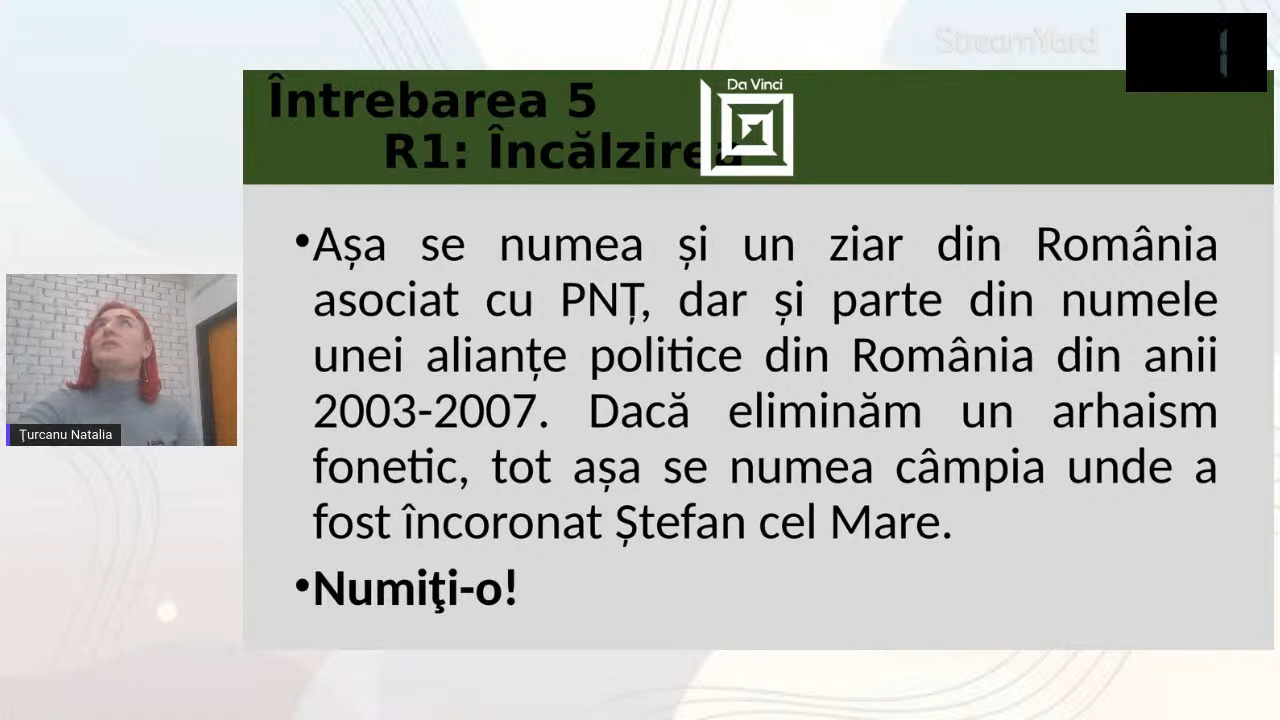 StreamYard
Întrebarea 5
Da Vinci
R1: Încălzirea
•Așa se numea și un ziar din România
asociat cu PNȚ, dar și parte din numele
unei alianțe politice din România din anii
2003-2007. Dacă eliminăm un arhaism
fonetic, tot așa se numea câmpia unde a
fost încoronat Ștefan cel Mare.
•Numiţi-o!
Ţurcanu Natalia